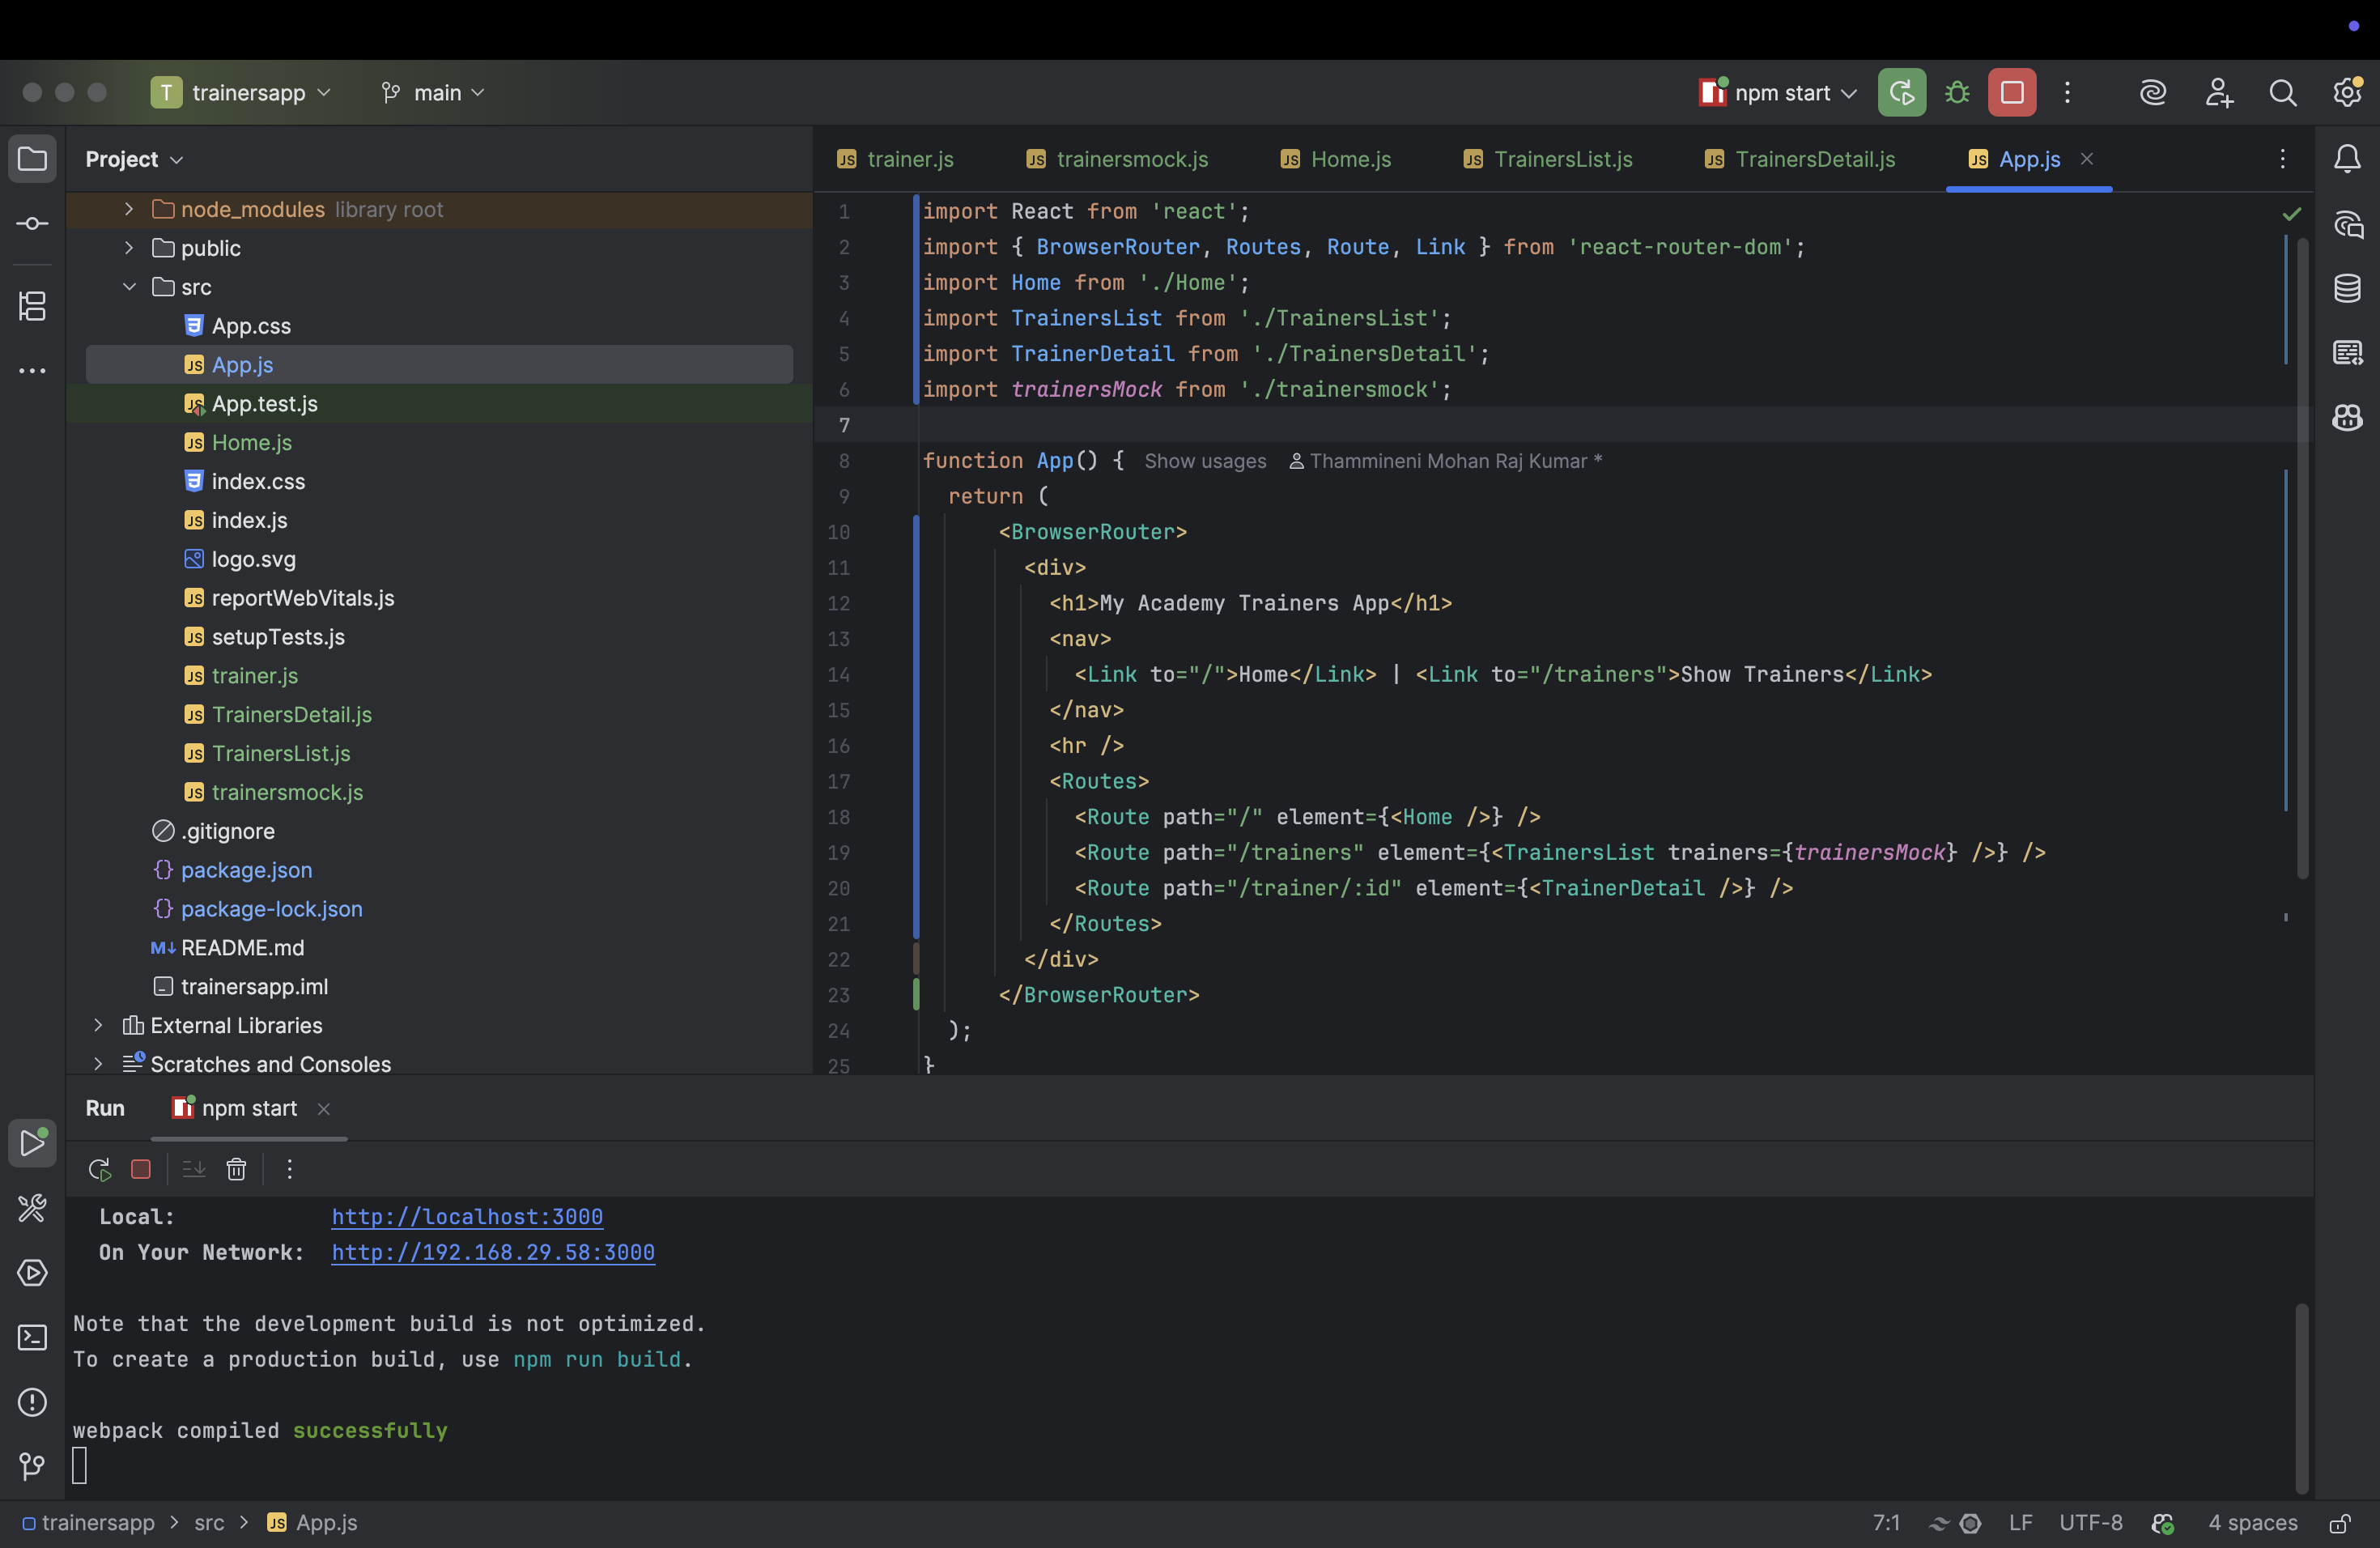 T trainersapp main
npm start
Project
node_modules library root
public
src
App.css
App.js
App.test.js
Home.js
index.css
index.js
logo.svg
reportWebVitals.js
setupTests.js
trainer.js
TrainersDetail.js
TrainersList.js
trainersmock.js
.gitignore
package.json
package-lock.json
README.md
trainersapp.iml
External Libraries
Scratches and Consoles
JS trainer.js JS trainersmock.js JS Home.js JS TrainersList.js JS TrainersDetail.js JS App.js
1 import React from 'react';
2 import { BrowserRouter, Routes, Route, Link } from 'react-router-dom';
3 import Home from './Home';
4 import TrainersList from './TrainersList';
5 import TrainerDetail from './TrainersDetail';
6 import trainersMock from './trainersmock';
7
8 function App() { Show usages Thammineni Mohan Raj Kumar *
9 return (
10 <BrowserRouter>
11 <div>
12 <h1>My Academy Trainers App</h1>
13 <nav>
14 <Link to="/">Home</Link> | <Link to="/trainers">Show Trainers</Link>
15 </nav>
16 <hr />
17 <Routes>
18 <Route path="/" element={<Home />} />
19 <Route path="/trainers" element={<TrainersList trainers={trainersMock} />} />
20 <Route path="/trainer/:id" element={<TrainerDetail />} />
21 </Routes>
22 </div>
23 </BrowserRouter>
24 );
25 }
Run npm start
Local: http://localhost:3000
On Your Network: http://192.168.29.58:3000
Note that the development build is not optimized.
To create a production build, use npm run build.
webpack compiled successfully
trainersapp > src > JS App.js
7:1 LF UTF-8 4 spaces